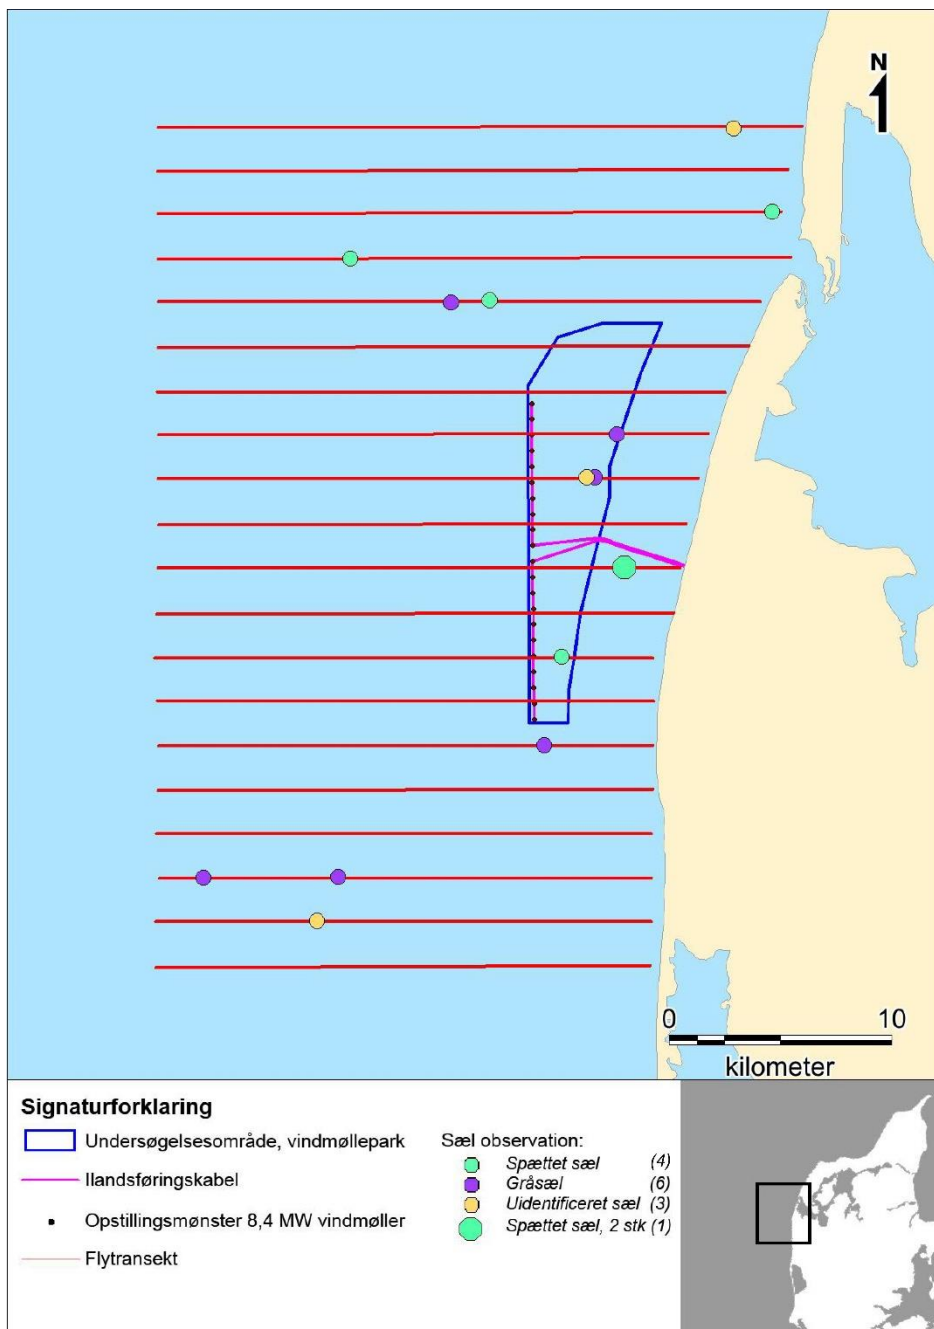 N
0 10
kilometer
Signaturforklaring
Undersøgelsesområde, vindmøllepark
Ilandsføringskabel
Opstillingsmønster 8,4 MW vindmøller
Flytransekt
Sæl observation:
Spættet sæl (4)
Gråsæl (6)
Uidentificeret sæl (3)
Spættet sæl, 2 stk (1)